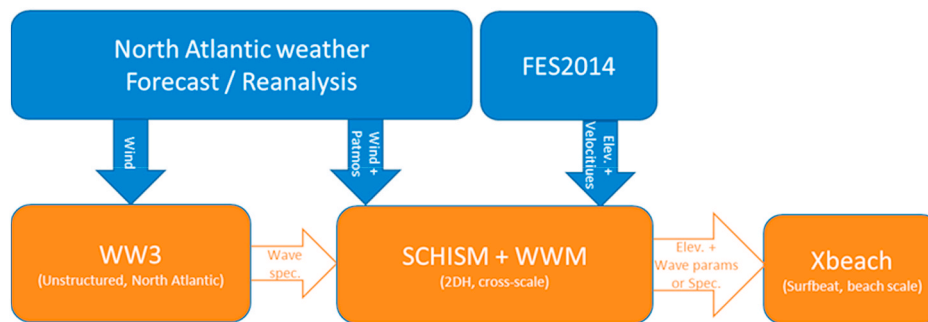 North Atlantic weather
Forecast / Reanalysis
FES2014
Wind
Wind +
Patmos
Elev. +
Velocitiues
WW3
(Unstructured, North Atlantic)
Wave
spec.
SCHISM + WWM
(2DH, cross-scale)
Elev. +
Wave params
or Spec.
Xbeach
(Surfbeat, beach scale)